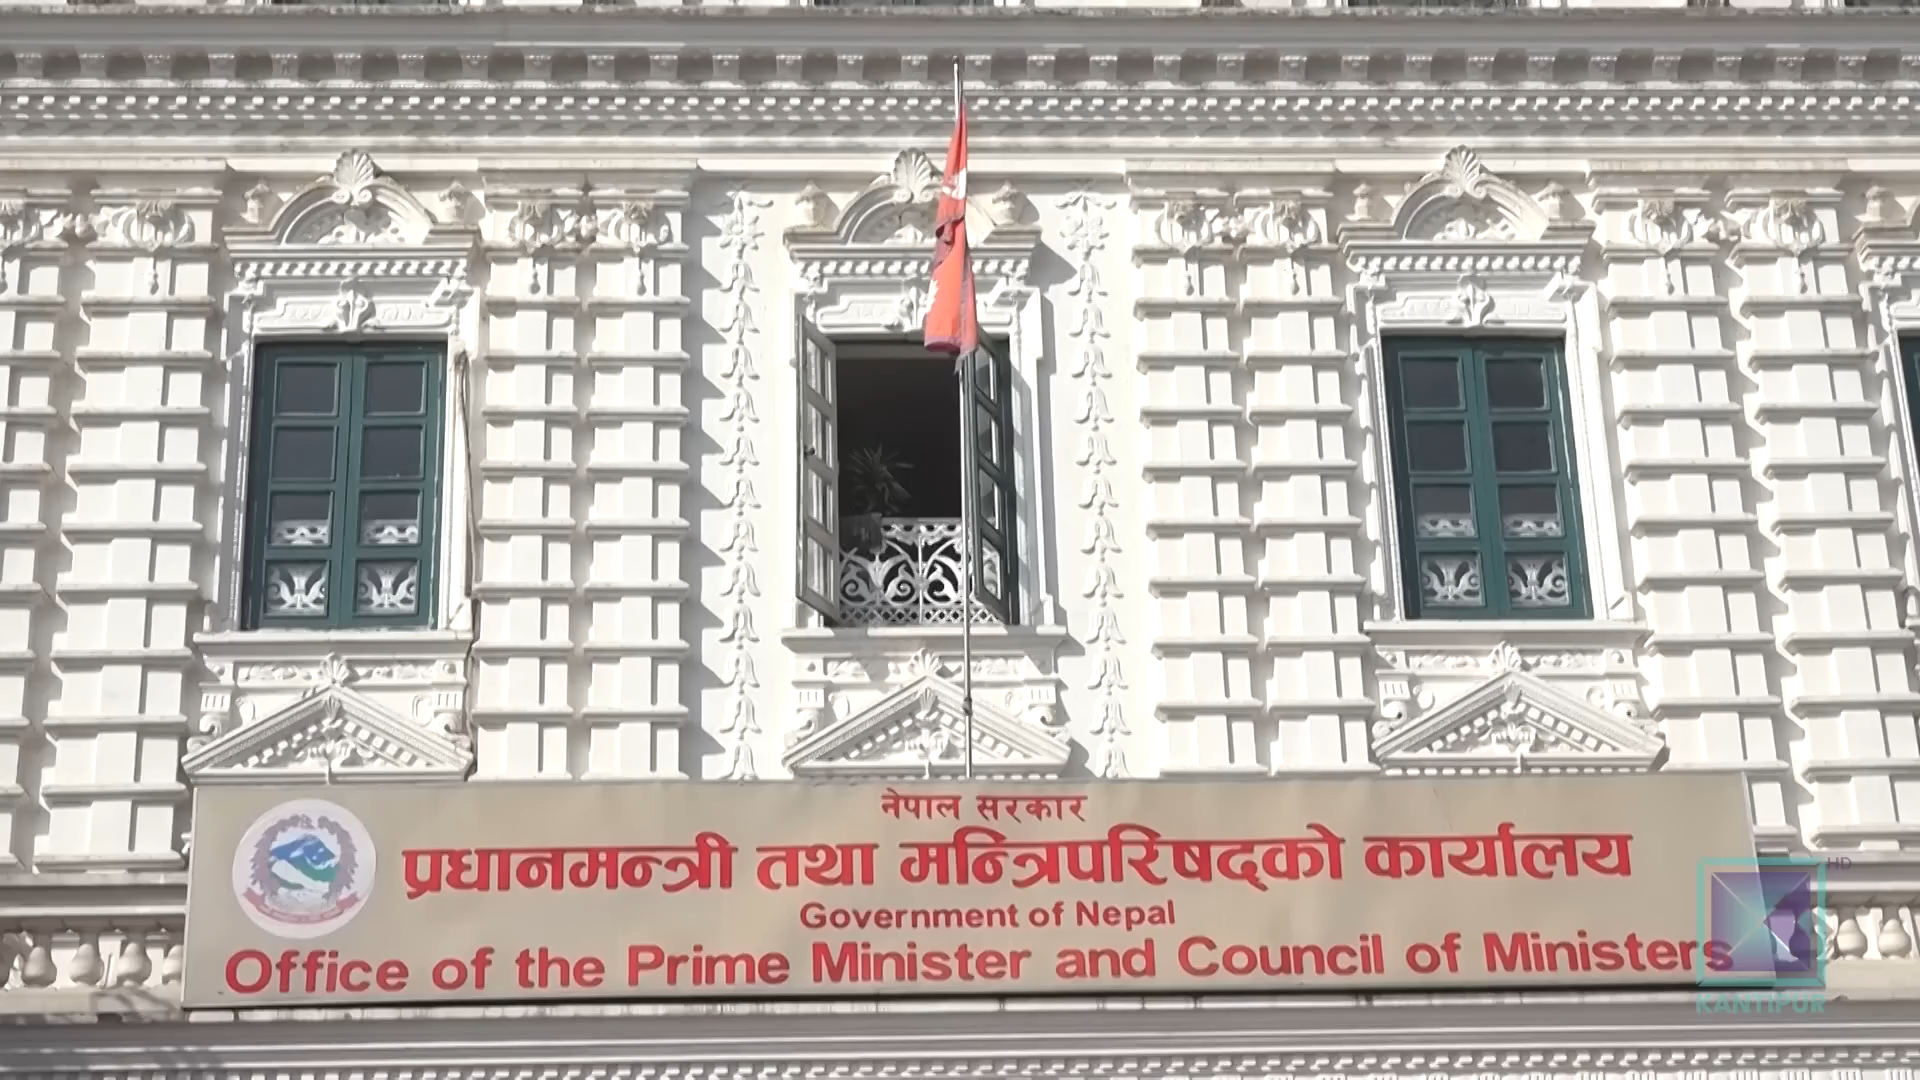 नेपाल सरकार
प्रधानमन्त्री तथा मन्त्रिपरिषद्को कार्यालय
Government of Nepal
Office of the Prime Minister and Council of Ministers
HD
KANTIPUR